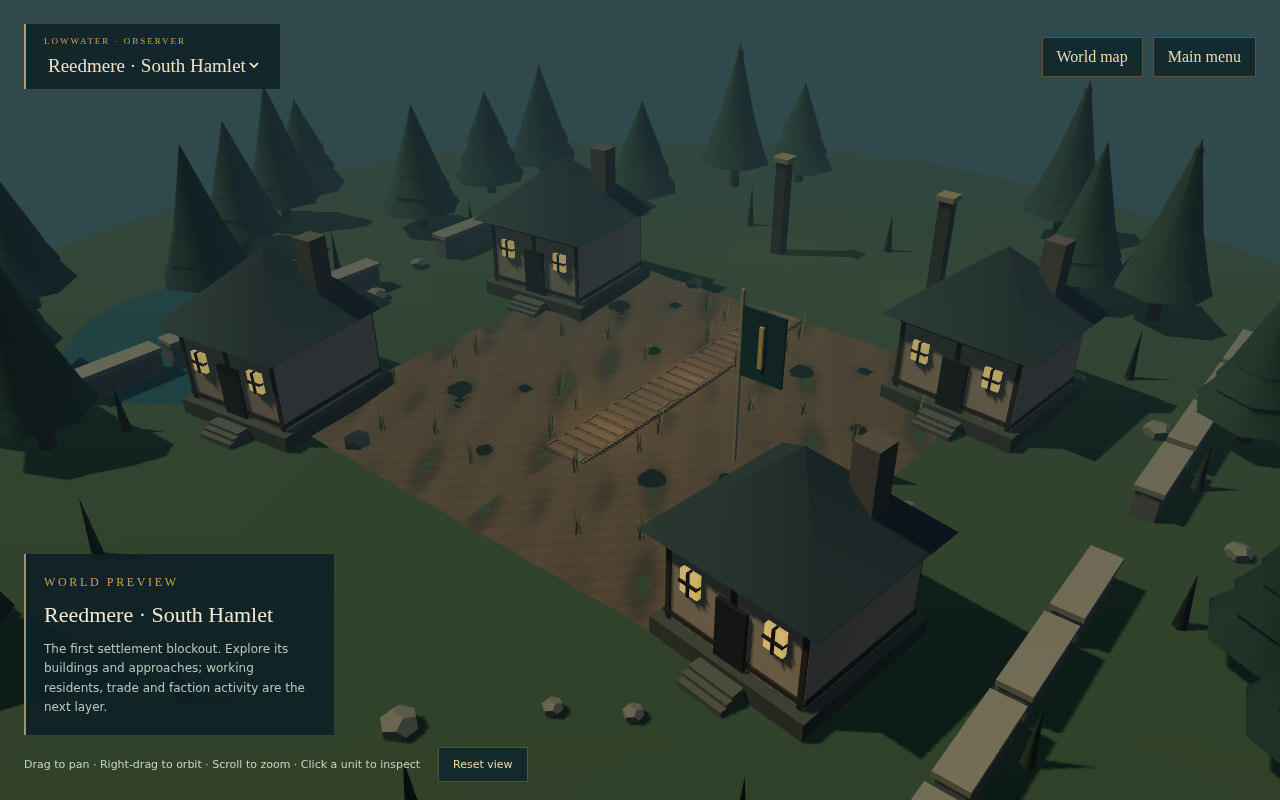 LOWWATER · OBSERVER
Reedmere · South Hamlet
World map
Main menu
WORLD PREVIEW
Reedmere · South Hamlet
The first settlement blockout. Explore its
buildings and approaches; working
residents, trade and faction activity are the
next layer.
Drag to pan · Right-drag to orbit · Scroll to zoom · Click a unit to inspect
Reset view